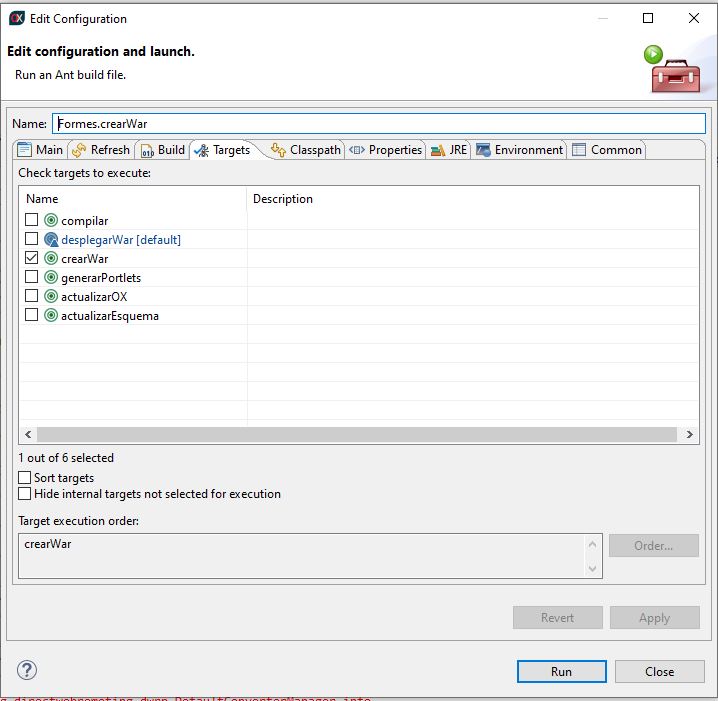 Edit Configuration
Edit configuration and launch.
Run an Ant build file.
Name: Formes.crearWar
Main Refresh Build Targets Classpath Properties JRE Environment Common
Check targets to execute:
Name Description
compilar
desplegarWar [default]
crearWar
generarPortlets
actualizarOX
actualizarEsquema
1 out of 6 selected
Sort targets
Hide internal targets not selected for execution
Target execution order:
crearWar
Order...
Revert Apply
Run Close